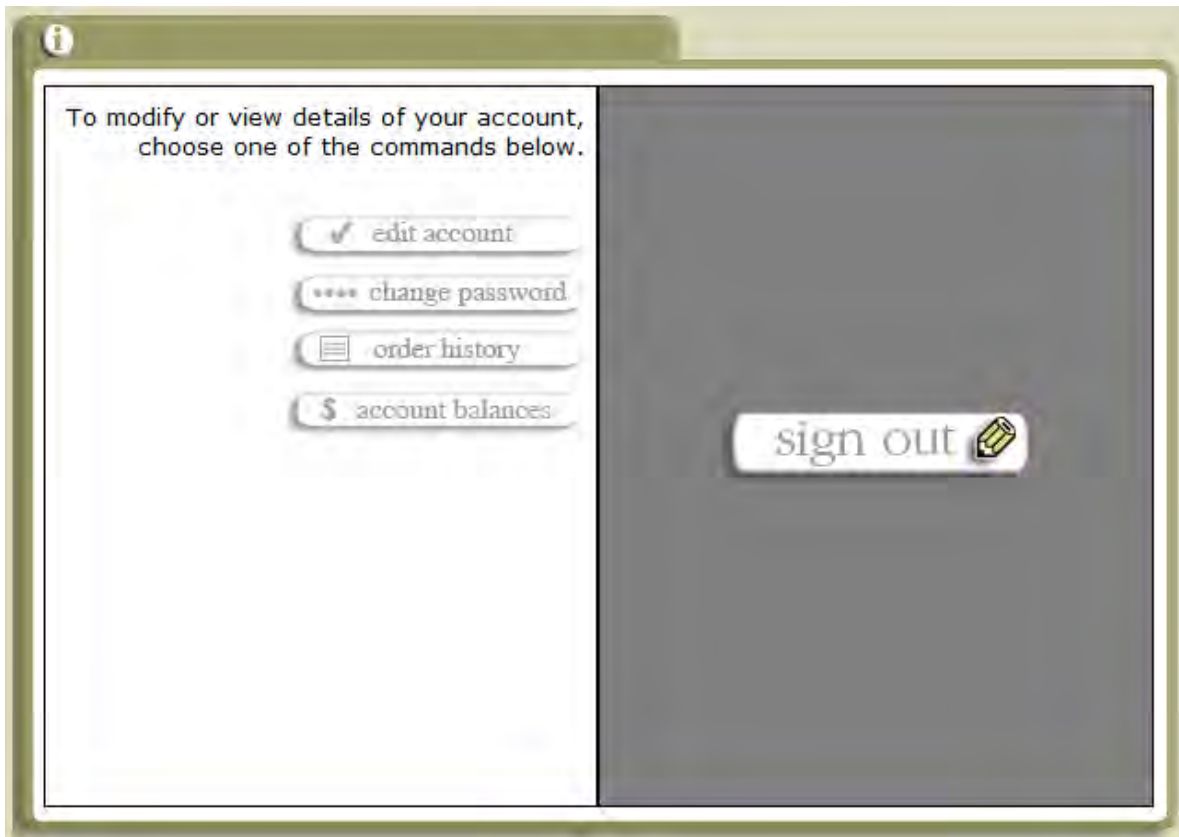 i
To modify or view details of your account,
choose one of the commands below.
edit account
•••• change password
order history
$ account balances
sign out